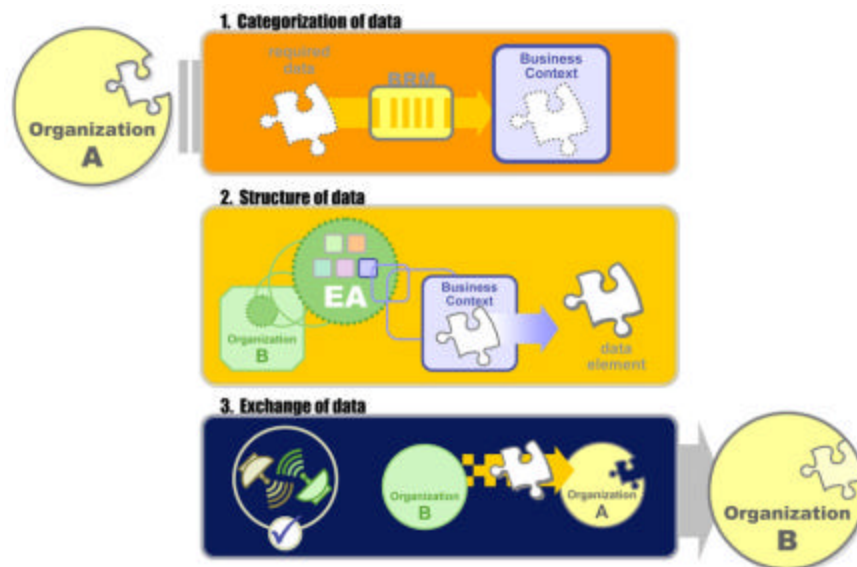 1. Categorization of data
Organization
A
required
data
BRM
Business
Context
2. Structure of data
EA
Organization
B
Business
Context
data
element
3. Exchange of data
Organization
B
Organization
A
Organization
B